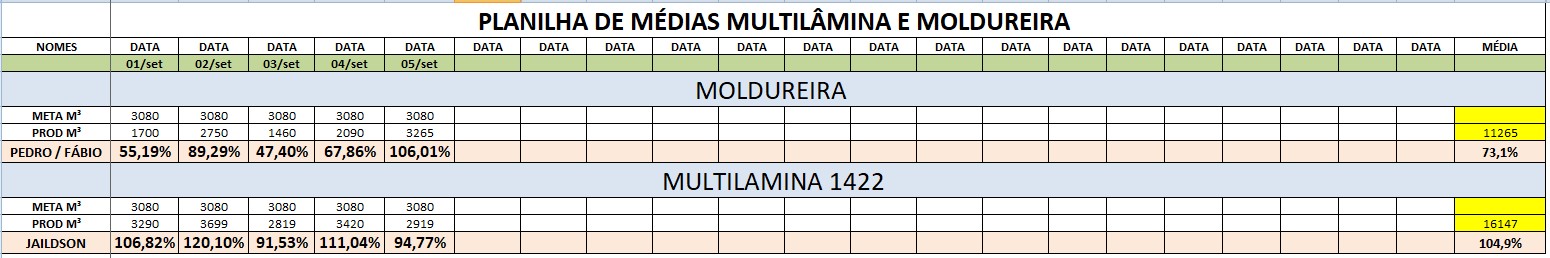 PLANILHA DE MÉDIAS MULTILÂMINA E MOLDUREIRA
NOMES DATA DATA DATA DATA DATA DATA DATA DATA DATA DATA DATA DATA DATA DATA DATA DATA DATA DATA DATA DATA MÉDIA
01/set 02/set 03/set 04/set 05/set
MOLDUREIRA
META M³ 3080 3080 3080 3080 3080
PROD M³ 1700 2750 1460 2090 3265 11265
PEDRO / FÁBIO 55,19% 89,29% 47,40% 67,86% 106,01% 73,1%
MULTILAMINA 1422
META M³ 3080 3080 3080 3080 3080
PROD M³ 3290 3699 2819 3420 2919 16147
JAILDSON 106,82% 120,10% 91,53% 111,04% 94,77% 104,9%